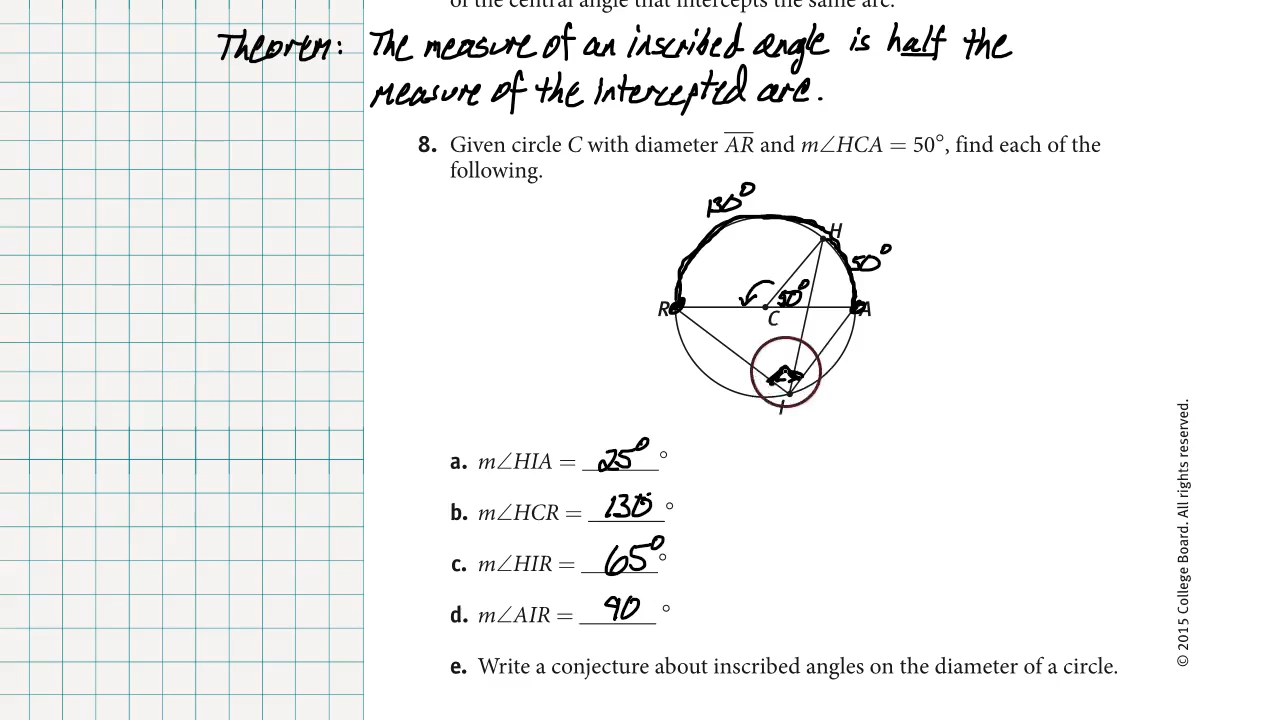 of the central angle that intercepts the same arc.
Theorem: The measure of an inscribed angle is half the
measure of the intercepted arc.
8. Given circle C with diameter AR and m∠HCA = 50°, find each of the
following.
130°
H
50°
R
50°
A
C
I
a. m∠HIA = 25° °
b. m∠HCR = 130 °
c. m∠HIR = 65° °
d. m∠AIR = 90 °
e. Write a conjecture about inscribed angles on the diameter of a circle.
© 2015 College Board. All rights reserved.